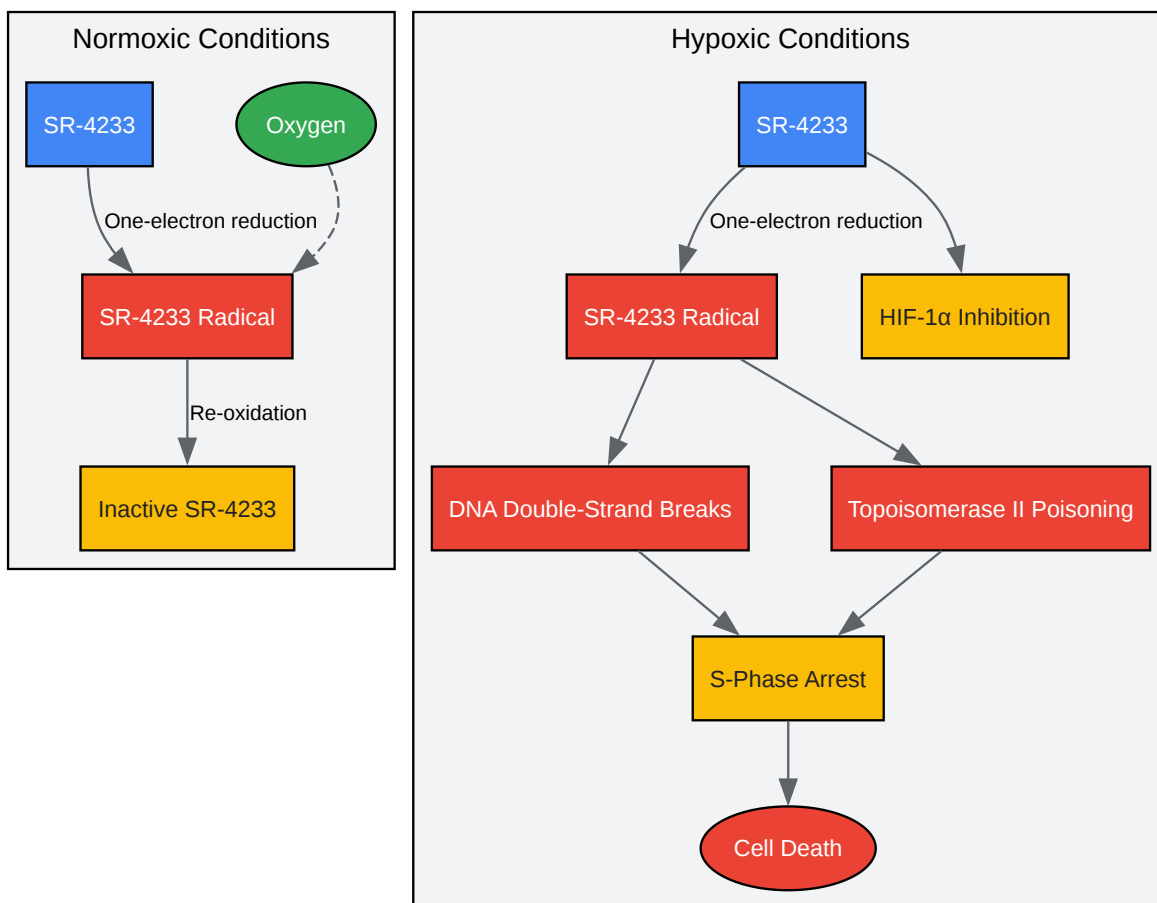 Normoxic Conditions
SR-4233
Oxygen
One-electron reduction
SR-4233 Radical
Re-oxidation
Inactive SR-4233
Hypoxic Conditions
SR-4233
One-electron reduction
SR-4233 Radical
HIF-1α Inhibition
DNA Double-Strand Breaks
Topoisomerase II Poisoning
S-Phase Arrest
Cell Death